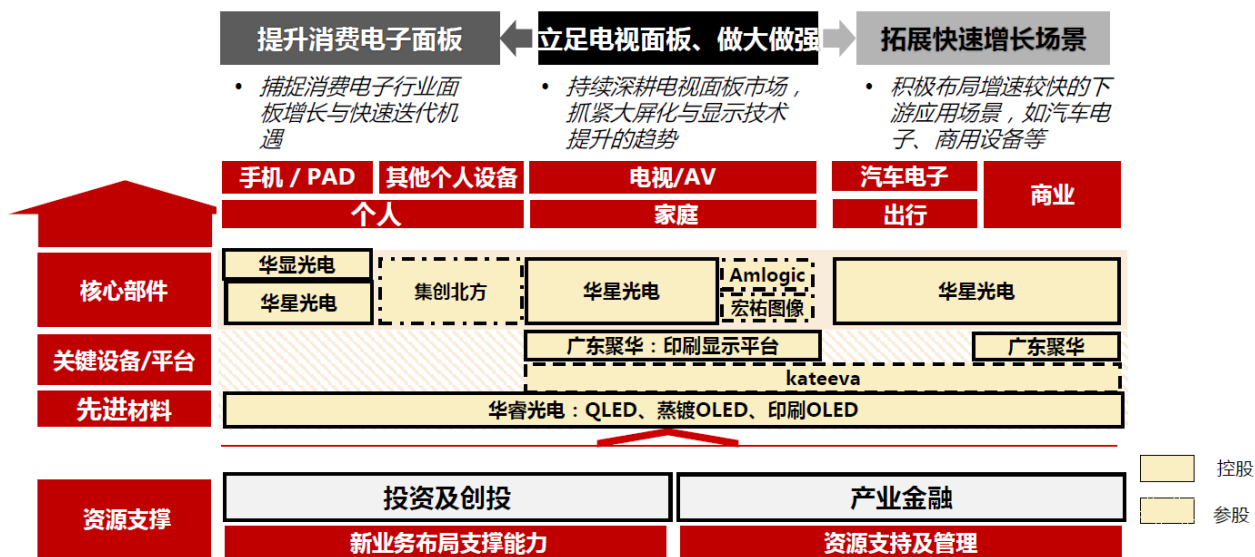 提升消费电子面板
立足电视面板、做大做强
拓展快速增长场景
• 捕捉消费电子行业面
板增长与快速迭代机
遇
• 持续深耕电视面板市场，
抓紧大屏化与显示技术
提升的趋势
• 积极布局增速较快的下
游应用场景，如汽车电
子、商用设备等
手机 / PAD
其他个人设备
电视/AV
汽车电子
商业
个人
家庭
出行
核心部件
华显光电
华星光电
集创北方
华星光电
Amlogic
宏祐图像
华星光电
关键设备/平台
广东聚华：印刷显示平台
广东聚华
kateeva
先进材料
华睿光电：QLED、蒸镀OLED、印刷OLED
资源支撑
投资及创投
产业金融
新业务布局支撑能力
资源支持及管理
控股
参股